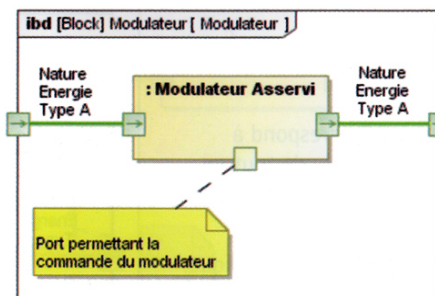 ibd [Block] Modulateur [ Modulateur ]
Nature
Energie
Type A
: Modulateur Asservi
Nature
Energie
Type A
Port permettant la
commande du modulateur